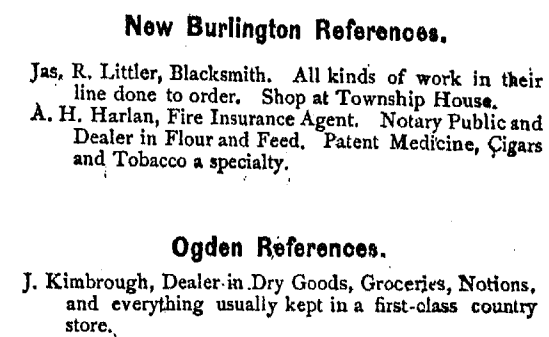 New Burlington References.
Jas. R. Littler, Blacksmith. All kinds of work in their
line done to order. Shop at Township House.
A. H. Harlan, Fire Insurance Agent. Notary Public and
Dealer in Flour and Feed. Patent Medicine, Cigars
and Tobacco a specialty.
Ogden References.
J. Kimbrough, Dealer in Dry Goods, Groceries, Notions,
and everything usually kept in a first-class country
store.